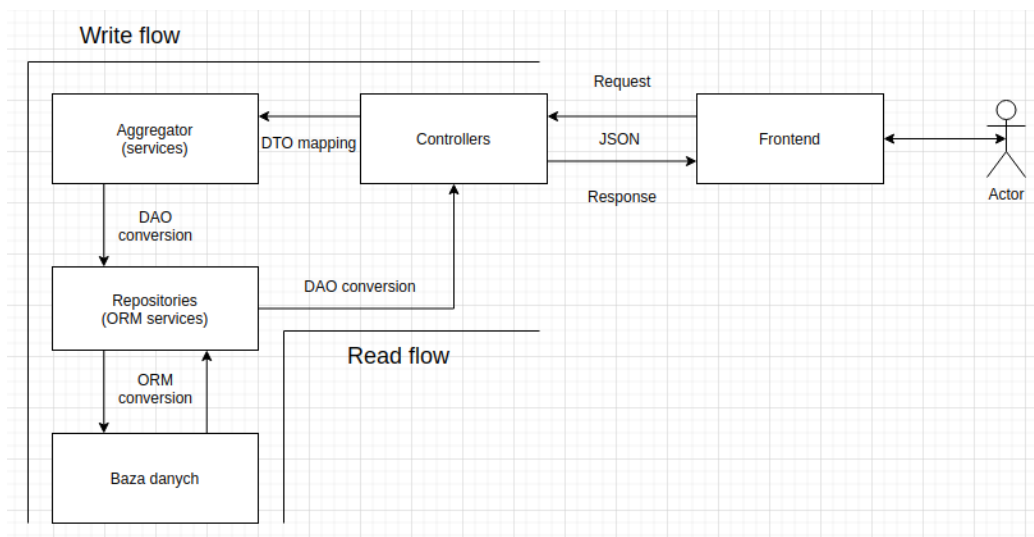 Write flow
Request
Aggregator
(services)
DTO mapping
Controllers
JSON
Frontend
Response
Actor
DAO
conversion
Repositories
(ORM services)
DAO conversion
Read flow
ORM
conversion
Baza danych